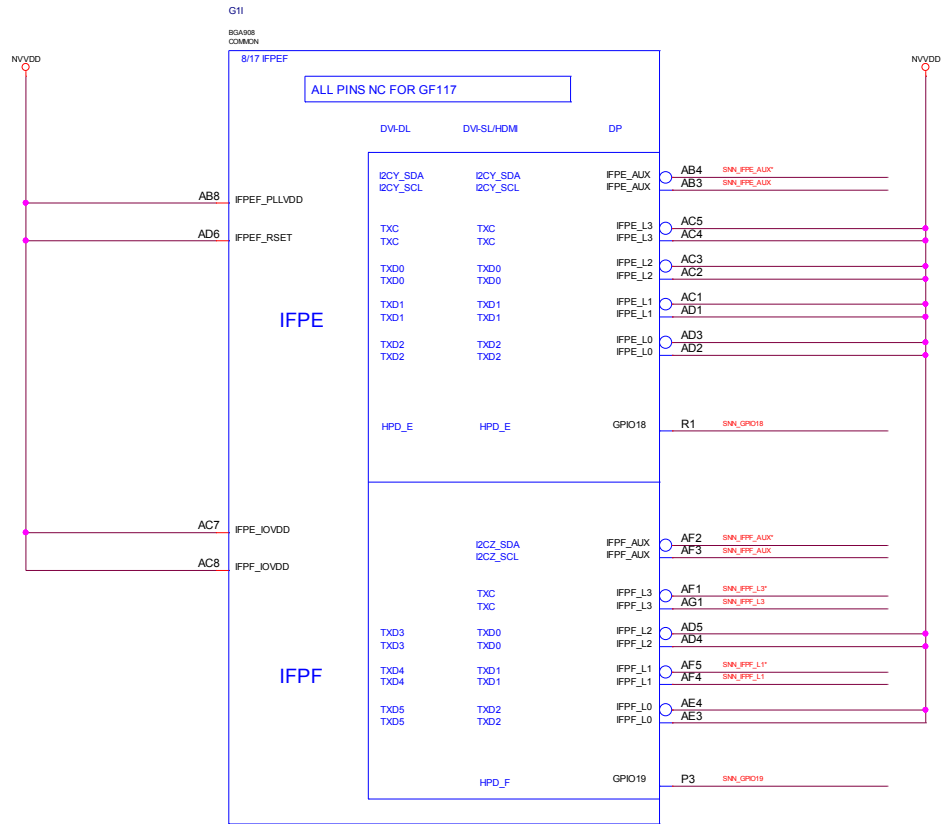 G1I
BGA908
COMMON
NVVDD
NVVDD
8/17 IFPEF
ALL PINS NC FOR GF117
DVI-DL DVI-SL/HDMI DP
I2CY_SDA I2CY_SDA IFPE_AUX AB4 SNN_IFPE_AUX*
I2CY_SCL I2CY_SCL IFPE_AUX AB3 SNN_IFPE_AUX
AB8 IFPEF_PLLVDD
TXC TXC IFPE_L3 AC5
TXC TXC IFPE_L3 AC4
AD6 IFPEF_RSET
TXD0 TXD0 IFPE_L2 AC3
TXD0 TXD0 IFPE_L2 AC2
TXD1 TXD1 IFPE_L1 AC1
TXD1 TXD1 IFPE_L1 AD1
IFPE
TXD2 TXD2 IFPE_L0 AD3
TXD2 TXD2 IFPE_L0 AD2
HPD_E HPD_E GPIO18 R1 SNN_GPIO18
AC7 IFPE_IOVDD
I2CZ_SDA IFPF_AUX AF2 SNN_IFPF_AUX*
I2CZ_SCL IFPF_AUX AF3 SNN_IFPF_AUX
AC8 IFPF_IOVDD
TXC IFPF_L3 AF1 SNN_IFPF_L3*
TXC IFPF_L3 AG1 SNN_IFPF_L3
TXD3 TXD0 IFPF_L2 AD5
TXD3 TXD0 IFPF_L2 AD4
IFPF
TXD4 TXD1 IFPF_L1 AF5 SNN_IFPF_L1*
TXD4 TXD1 IFPF_L1 AF4 SNN_IFPF_L1
TXD5 TXD2 IFPF_L0 AE4
TXD5 TXD2 IFPF_L0 AE3
HPD_F GPIO19 P3 SNN_GPIO19